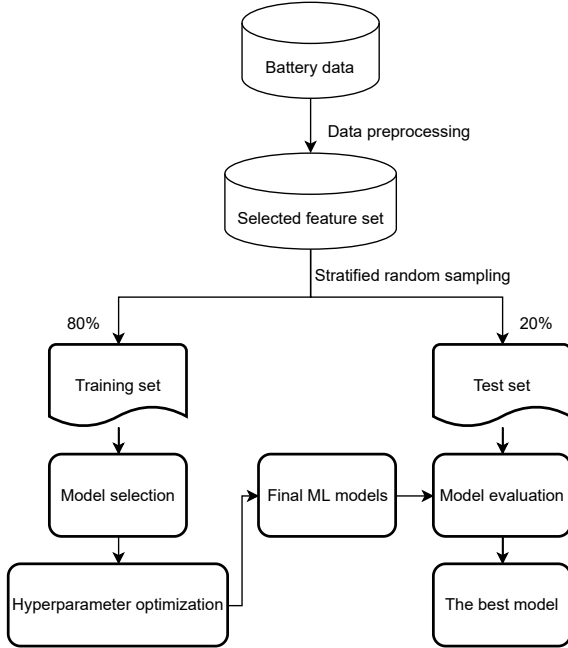 Battery data
Data preprocessing
Selected feature set
Stratified random sampling
80%
20%
Training set
Test set
Model selection
Final ML models
Model evaluation
Hyperparameter optimization
The best model